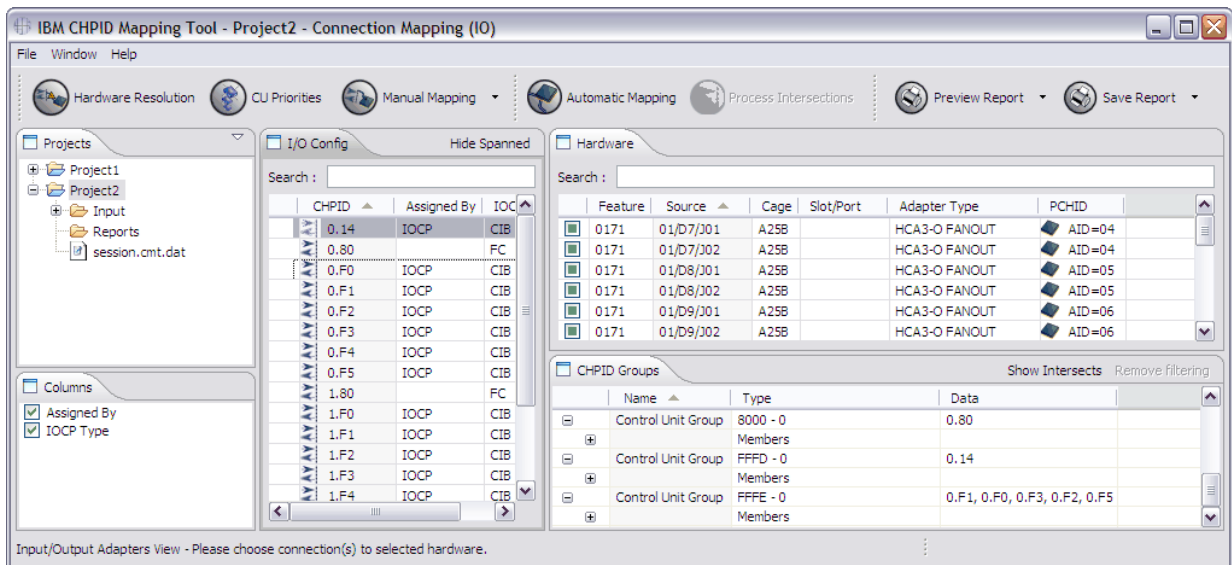 IBM CHPID Mapping Tool - Project2 - Connection Mapping (IO)
File Window Help
Hardware Resolution CU Priorities Manual Mapping Automatic Mapping Process Intersections Preview Report Save Report
Projects
Project1
Project2
Input
Reports
session.cmt.dat
Columns
Assigned By
IOCP Type
I/O Config Hide Spanned
Search :
CHPID Assigned By IOC
0.14 IOCP CIB
0.80 FC
0.F0 IOCP CIB
0.F1 IOCP CIB
0.F2 IOCP CIB
0.F3 IOCP CIB
0.F4 IOCP CIB
0.F5 IOCP CIB
1.80 FC
1.F0 IOCP CIB
1.F1 IOCP CIB
1.F2 IOCP CIB
1.F3 IOCP CIB
1.F4 IOCP CIB
Hardware
Search :
Feature Source Cage Slot/Port Adapter Type PCHID
0171 01/D7/J01 A25B HCA3-O FANOUT AID=04
0171 01/D7/J02 A25B HCA3-O FANOUT AID=04
0171 01/D8/J01 A25B HCA3-O FANOUT AID=05
0171 01/D8/J02 A25B HCA3-O FANOUT AID=05
0171 01/D9/J01 A25B HCA3-O FANOUT AID=06
0171 01/D9/J02 A25B HCA3-O FANOUT AID=06
CHPID Groups Show Intersects Remove filtering
Name Type Data
Control Unit Group 8000 - 0 0.80
Members
Control Unit Group FFFD - 0 0.14
Members
Control Unit Group FFFE - 0 0.F1, 0.F0, 0.F3, 0.F2, 0.F5
Members
Input/Output Adapters View - Please choose connection(s) to selected hardware.